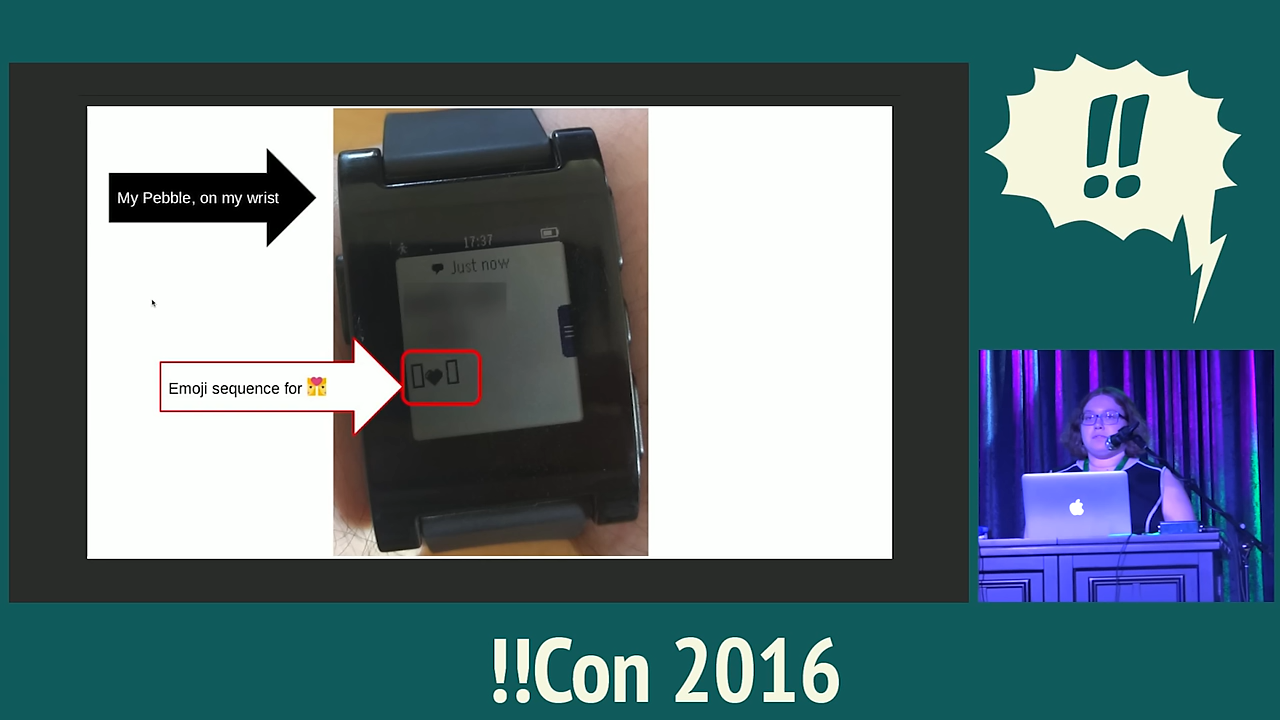 !!
My Pebble, on my wrist
17:37
Just now
Emoji sequence for 💏
!!Con 2016